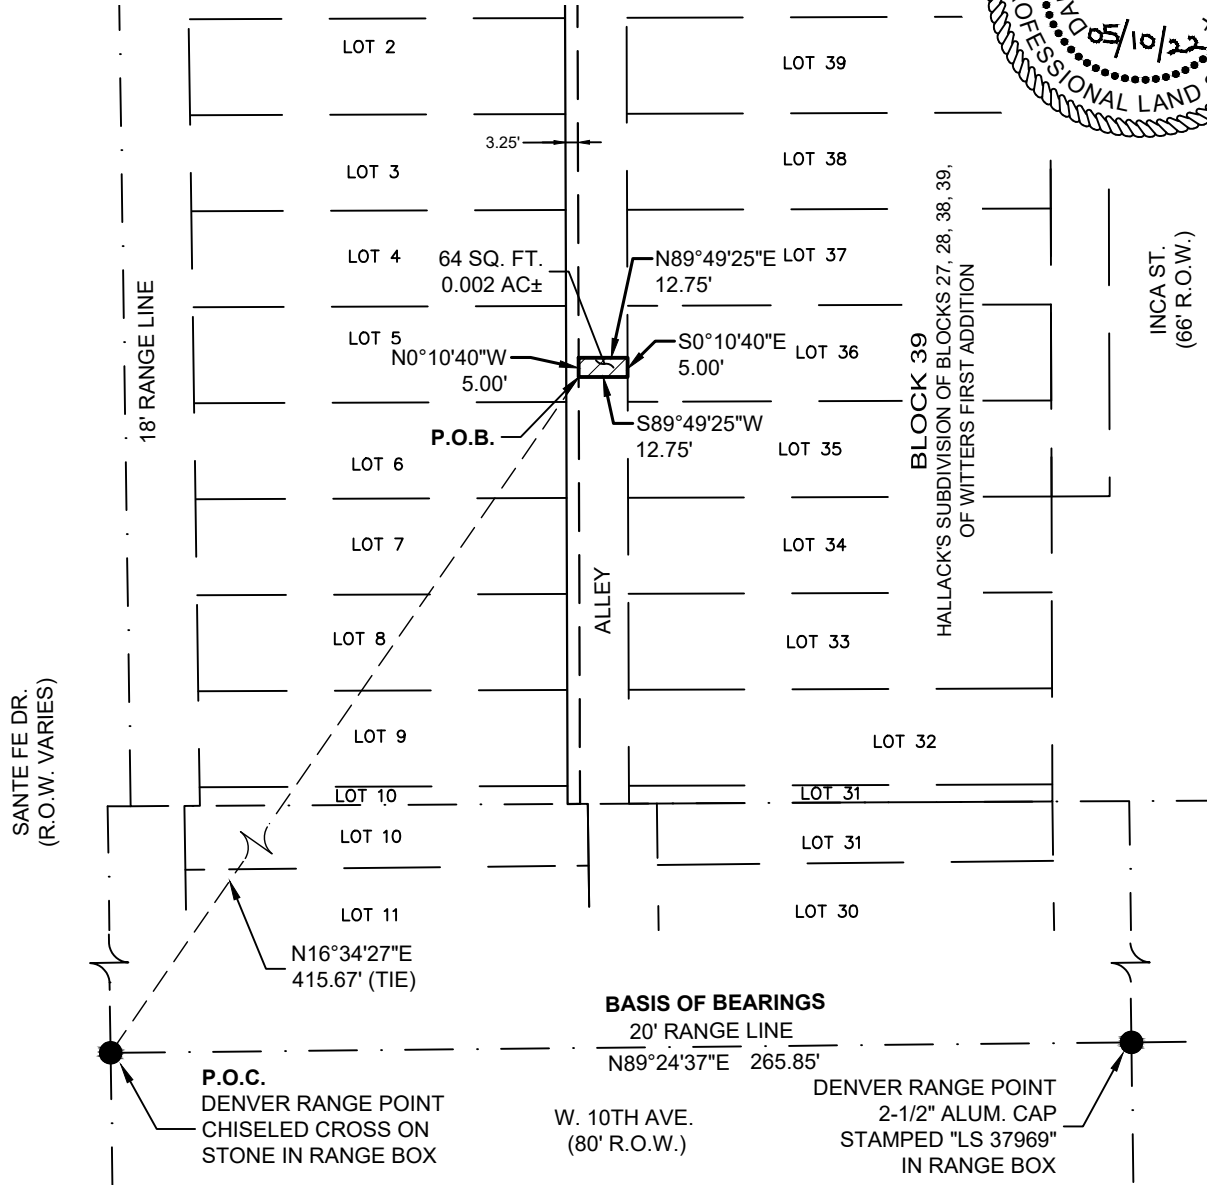 LOT 2
LOT 39
05/10/22
OFESSIONAL LAND
3.25'
LOT 3
LOT 38
LOT 4
64 SQ. FT.
0.002 AC±
N89°49'25"E
12.75'
LOT 37
18' RANGE LINE
LOT 5
N0°10'40"W
5.00'
S0°10'40"E
5.00'
LOT 36
BLOCK 39
HALLACK'S SUBDIVISION OF BLOCKS 27, 28, 38, 39,
OF WITTERS FIRST ADDITION
INCA ST.
(66' R.O.W.)
P.O.B.
S89°49'25"W
12.75'
LOT 6
LOT 35
LOT 7
LOT 34
ALLEY
LOT 8
LOT 33
SANTE FE DR.
(R.O.W. VARIES)
LOT 9
LOT 32
LOT 10
LOT 31
LOT 10
LOT 31
LOT 11
LOT 30
N16°34'27"E
415.67' (TIE)
BASIS OF BEARINGS
20' RANGE LINE
N89°24'37"E 265.85'
P.O.C.
DENVER RANGE POINT
CHISELED CROSS ON
STONE IN RANGE BOX
W. 10TH AVE.
(80' R.O.W.)
DENVER RANGE POINT
2-1/2" ALUM. CAP
STAMPED "LS 37969"
IN RANGE BOX